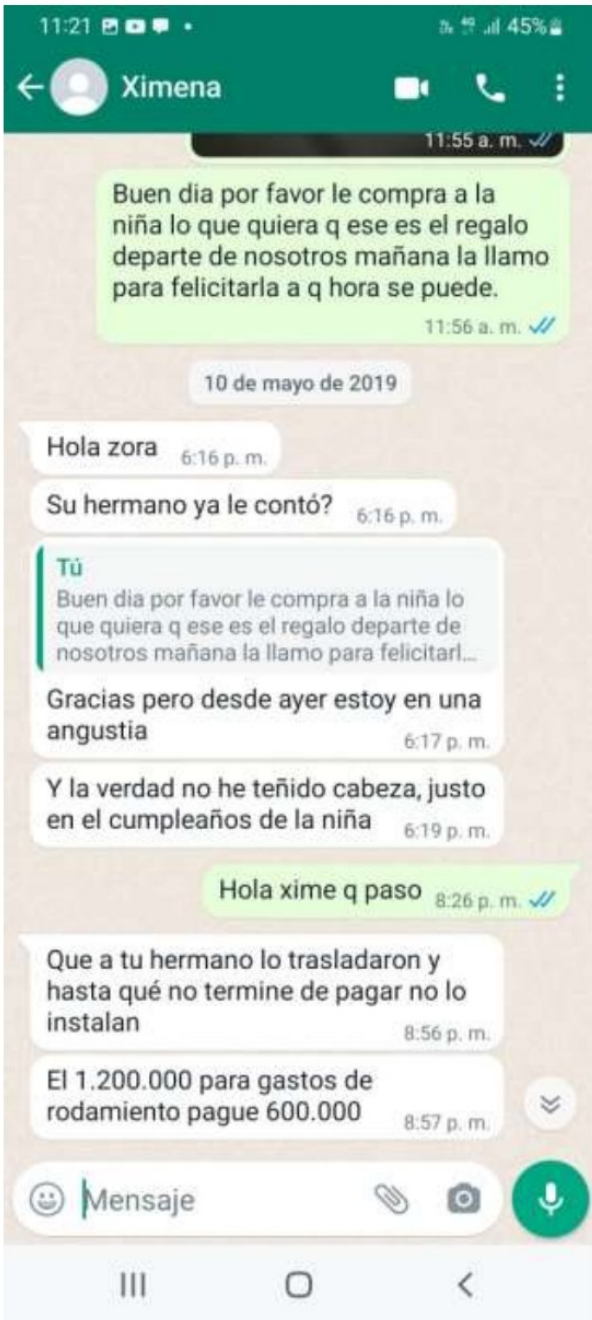 11:21
45%
Ximena
11:55 a. m.
Buen dia por favor le compra a la
niña lo que quiera q ese es el regalo
departe de nosotros mañana la llamo
para felicitarla a q hora se puede.
11:56 a. m.
10 de mayo de 2019
Hola zora 6:16 p. m.
Su hermano ya le contó? 6:16 p. m.
Tú
Buen dia por favor le compra a la niña lo
que quiera q ese es el regalo departe de
nosotros mañana la llamo para felicitarl...
Gracias pero desde ayer estoy en una
angustia 6:17 p. m.
Y la verdad no he teñido cabeza, justo
en el cumpleaños de la niña 6:19 p. m.
Hola xime q paso 8:26 p. m.
Que a tu hermano lo trasladaron y
hasta qué no termine de pagar no lo
instalan 8:56 p. m.
El 1.200.000 para gastos de
rodamiento pague 600.000 8:57 p. m.
Mensaje